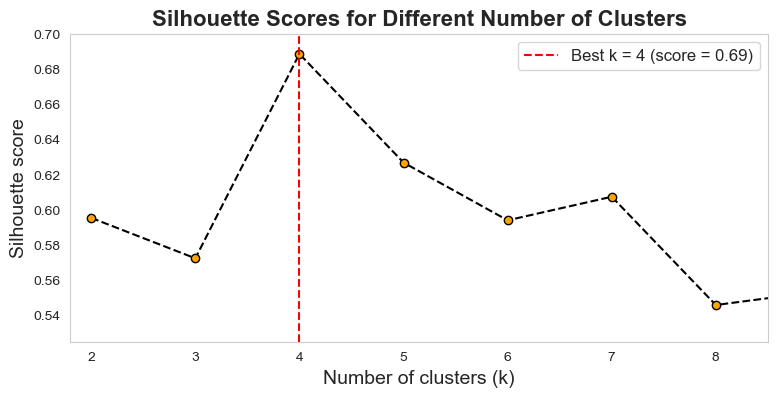 Silhouette Scores for Different Number of Clusters
0.70
0.68
0.66
0.64
0.62
0.60
0.58
0.56
0.54
Silhouette score
Best k = 4 (score = 0.69)
2 3 4 5 6 7 8
Number of clusters (k)